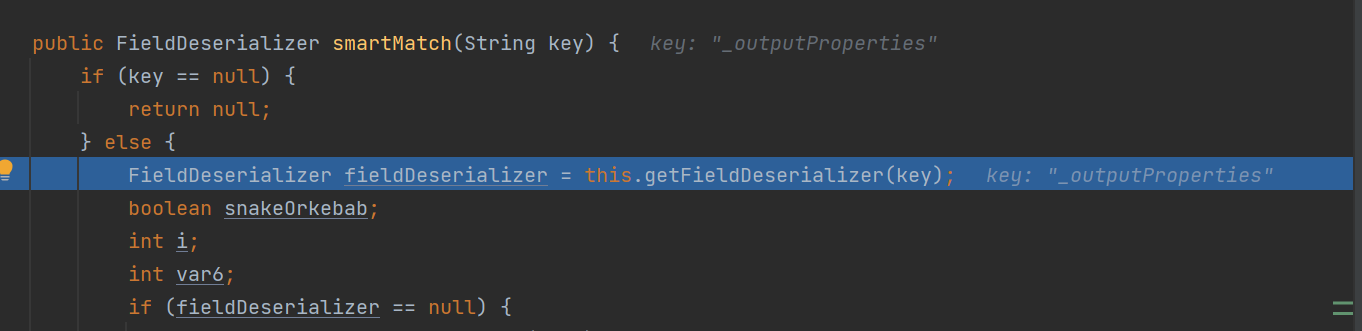 public FieldDeserializer smartMatch(String key) {   key: "_outputProperties"
    if (key == null) {
        return null;
    } else {
        FieldDeserializer fieldDeserializer = this.getFieldDeserializer(key);   key: "_outputProperties"
        boolean snakeOrkebab;
        int i;
        int var6;
        if (fieldDeserializer == null) {